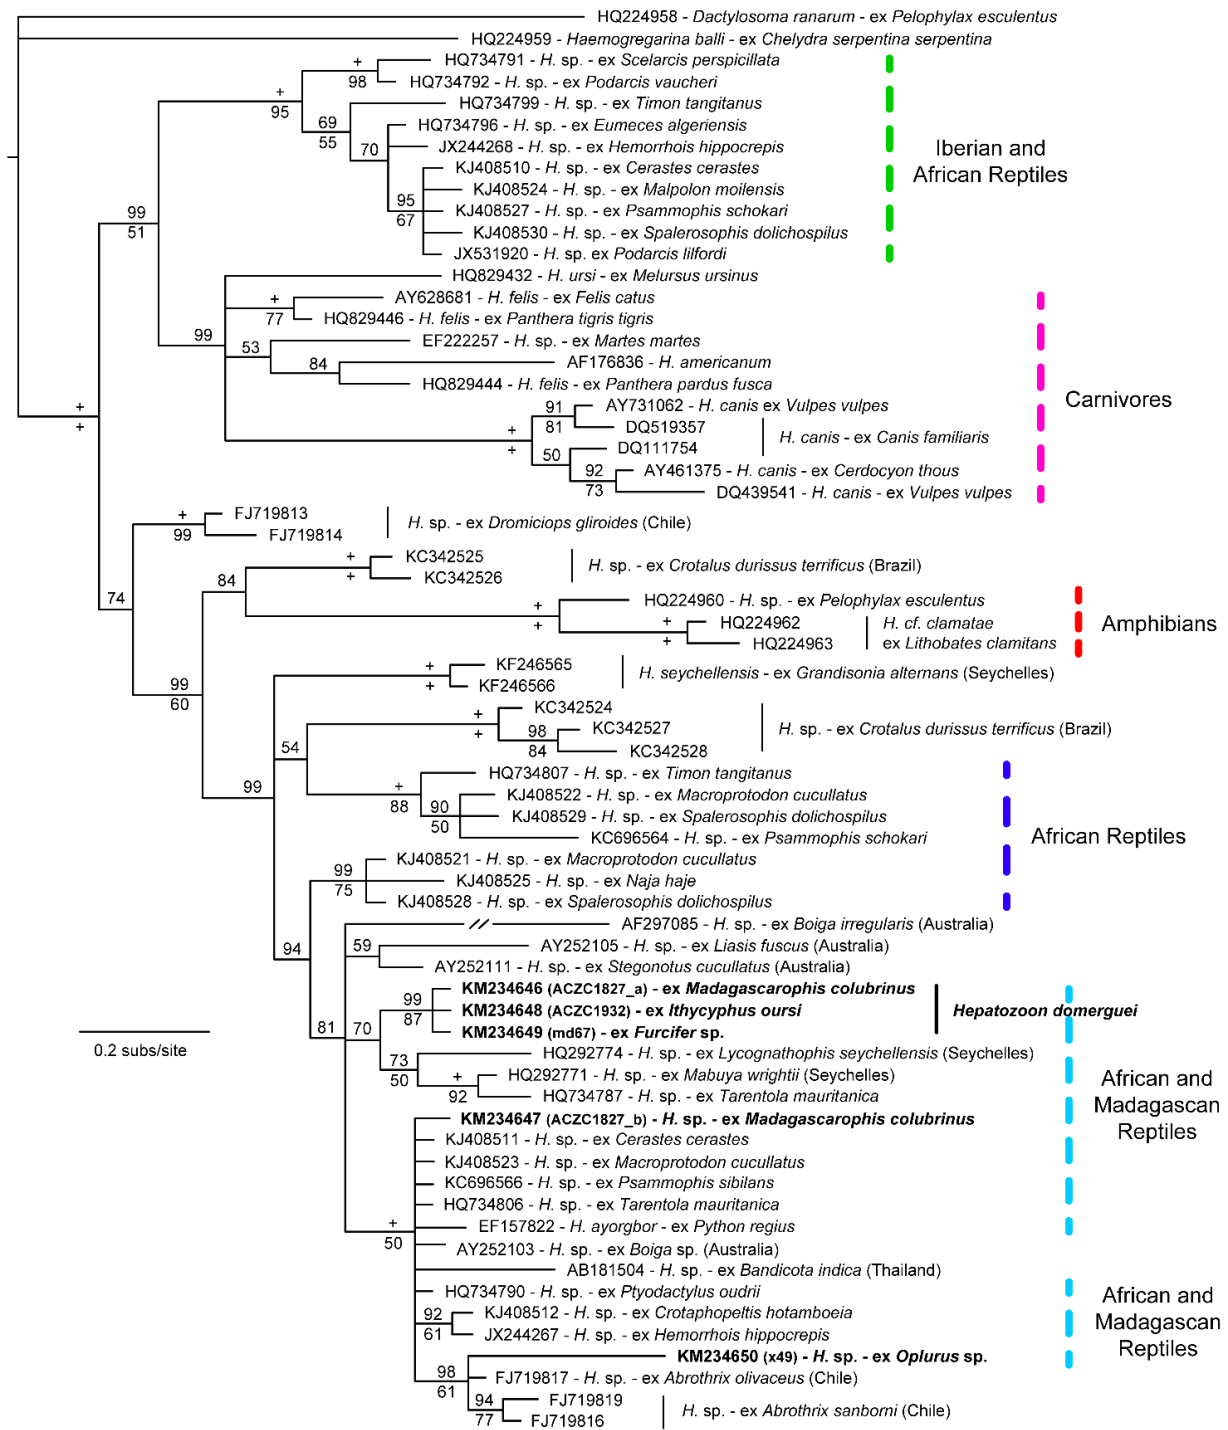 HQ224958 - Dactylosoma ranarum - ex Pelophylax esculentus
HQ224959 - Haemogregarina balli - ex Chelydra serpentina serpentina
HQ734791 - H. sp. - ex Scelarcis perspicillata
+
98
HQ734792 - H. sp. - ex Podarcis vaucheri
+
95
HQ734799 - H. sp. - ex Timon tangitanus
69
55
HQ734796 - H. sp. - ex Eumeces algeriensis
70
JX244268 - H. sp. - ex Hemorrhois hippocrepis
Iberian and
African Reptiles
KJ408510 - H. sp. - ex Cerastes cerastes
KJ408524 - H. sp. - ex Malpolon moilensis
95
67
KJ408527 - H. sp. - ex Psammophis schokari
KJ408530 - H. sp. - ex Spalerosophis dolichospilus
JX531920 - H. sp. - ex Podarcis lilfordi
99
51
HQ829432 - H. ursi - ex Melursus ursinus
AY628681 - H. felis - ex Felis catus
+
77
HQ829446 - H. felis - ex Panthera tigris tigris
99
EF222257 - H. sp. - ex Martes martes
53
AF176836 - H. americanum
84
HQ829444 - H. felis - ex Panthera pardus fusca
Carnivores
AY731062 - H. canis ex Vulpes vulpes
91
81
DQ519357
H. canis - ex Canis familiaris
+
+
DQ111754
50
AY461375 - H. canis - ex Cerdocyon thous
92
73
DQ439541 - H. canis - ex Vulpes vulpes
+
+
FJ719813
+
99
H. sp. - ex Dromiciops gliroides (Chile)
FJ719814
KC342525
+
+
H. sp. - ex Crotalus durissus terrificus (Brazil)
KC342526
84
74
HQ224960 - H. sp. - ex Pelophylax esculentus
+
+
HQ224962
H. cf. clamatae
+
+
HQ224963
ex Lithobates clamitans
Amphibians
99
60
KF246565
+
+
H. seychellensis - ex Grandisonia alternans (Seychelles)
KF246566
KC342524
+
+
KC342527
H. sp. - ex Crotalus durissus terrificus (Brazil)
98
84
KC342528
54
99
HQ734807 - H. sp. - ex Timon tangitanus
+
88
KJ408522 - H. sp. - ex Macroprotodon cucullatus
90
50
KJ408529 - H. sp. - ex Spalerosophis dolichospilus
KC696564 - H. sp. - ex Psammophis schokari
African Reptiles
KJ408521 - H. sp. - ex Macroprotodon cucullatus
99
75
KJ408525 - H. sp. - ex Naja haje
KJ408528 - H. sp. - ex Spalerosophis dolichospilus
94
AF297085 - H. sp. - ex Boiga irregularis (Australia)
59
AY252105 - H. sp. - ex Liasis fuscus (Australia)
AY252111 - H. sp. - ex Stegonotus cucullatus (Australia)
KM234646 (ACZC1827_a) - ex Madagascarophis colubrinus
99
87
KM234648 (ACZC1932) - ex Ithycyphus oursi
Hepatozoon domerguei
KM234649 (md67) - ex Furcifer sp.
81
70
0.2 subs/site
HQ292774 - H. sp. - ex Lycognathophis seychellensis (Seychelles)
73
50
HQ292771 - H. sp. - ex Mabuya wrightii (Seychelles)
+
92
HQ734787 - H. sp. - ex Tarentola mauritanica
African and
Madagascan
Reptiles
KM234647 (ACZC1827_b) - H. sp. - ex Madagascarophis colubrinus
KJ408511 - H. sp. - ex Cerastes cerastes
KJ408523 - H. sp. - ex Macroprotodon cucullatus
KC696566 - H. sp. - ex Psammophis sibilans
HQ734806 - H. sp. - ex Tarentola mauritanica
+
50
EF157822 - H. ayorgbor - ex Python regius
AY252103 - H. sp. - ex Boiga sp. (Australia)
AB181504 - H. sp. - ex Bandicota indica (Thailand)
HQ734790 - H. sp. - ex Ptyodactylus oudrii
KJ408512 - H. sp. - ex Crotaphopeltis hotamboeia
92
61
JX244267 - H. sp. - ex Hemorrhois hippocrepis
African and
Madagascan
Reptiles
KM234650 (x49) - H. sp. - ex Oplurus sp.
98
61
FJ719817 - H. sp. - ex Abrothrix olivaceus (Chile)
94
77
FJ719819
H. sp. - ex Abrothrix sanborni (Chile)
FJ719816